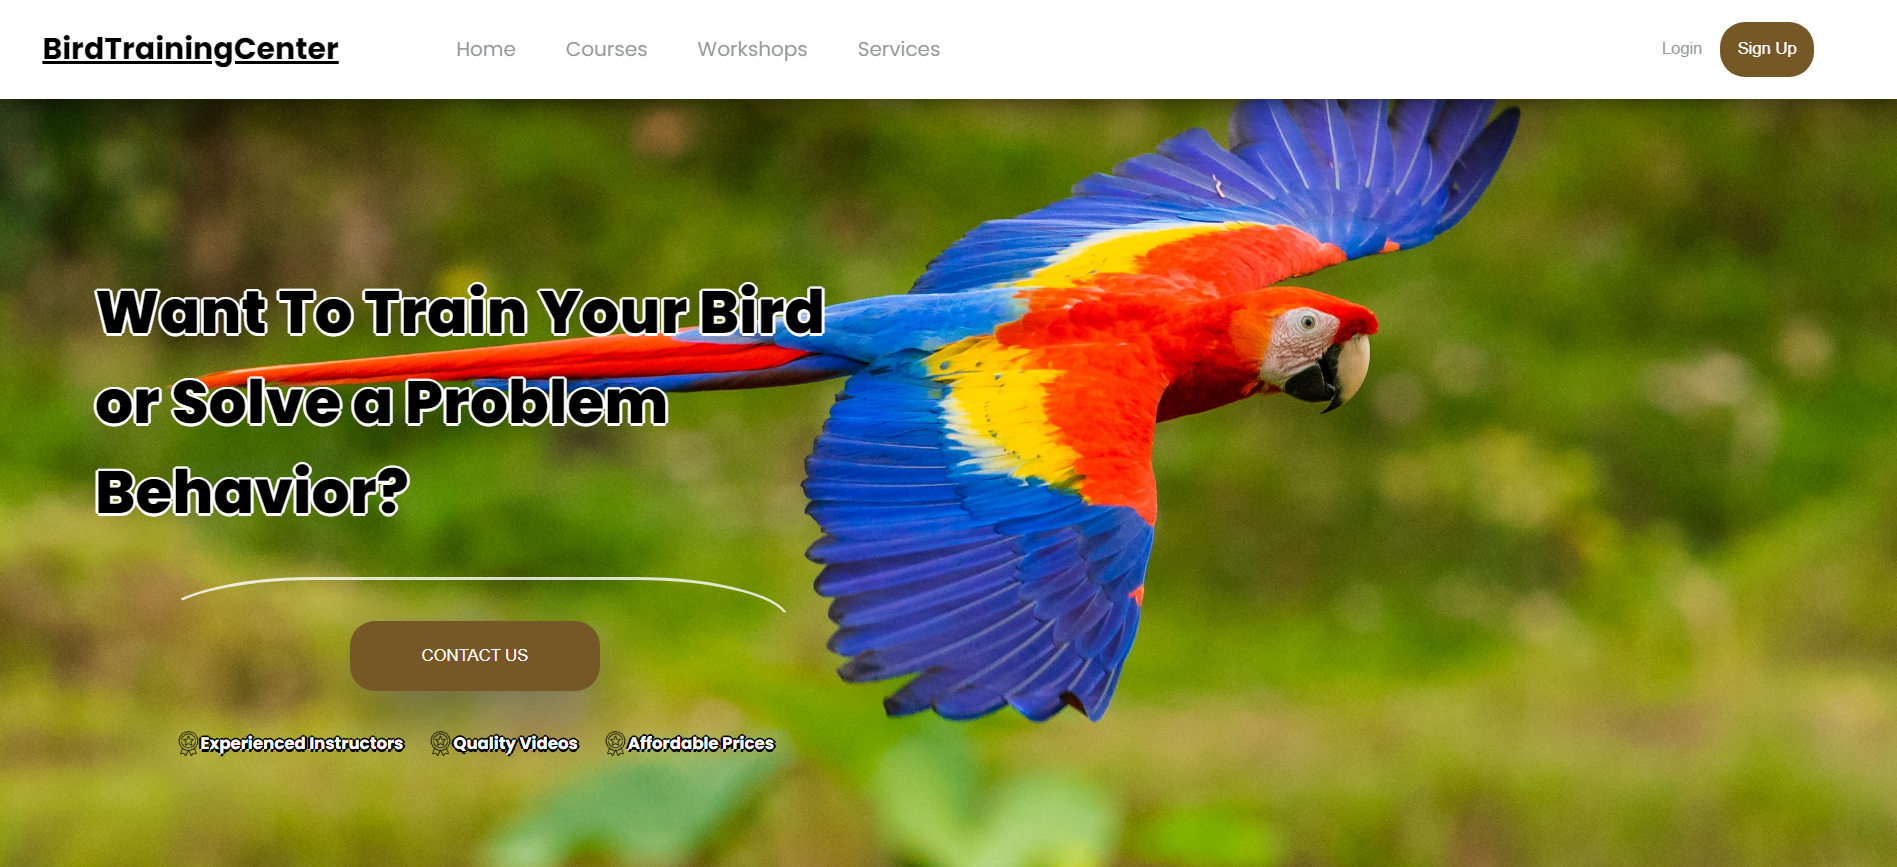 BirdTrainingCenter Home Courses Workshops Services Login Sign Up
Want To Train Your Bird
or Solve a Problem
Behavior?
CONTACT US
Experienced Instructors Quality Videos Affordable Prices